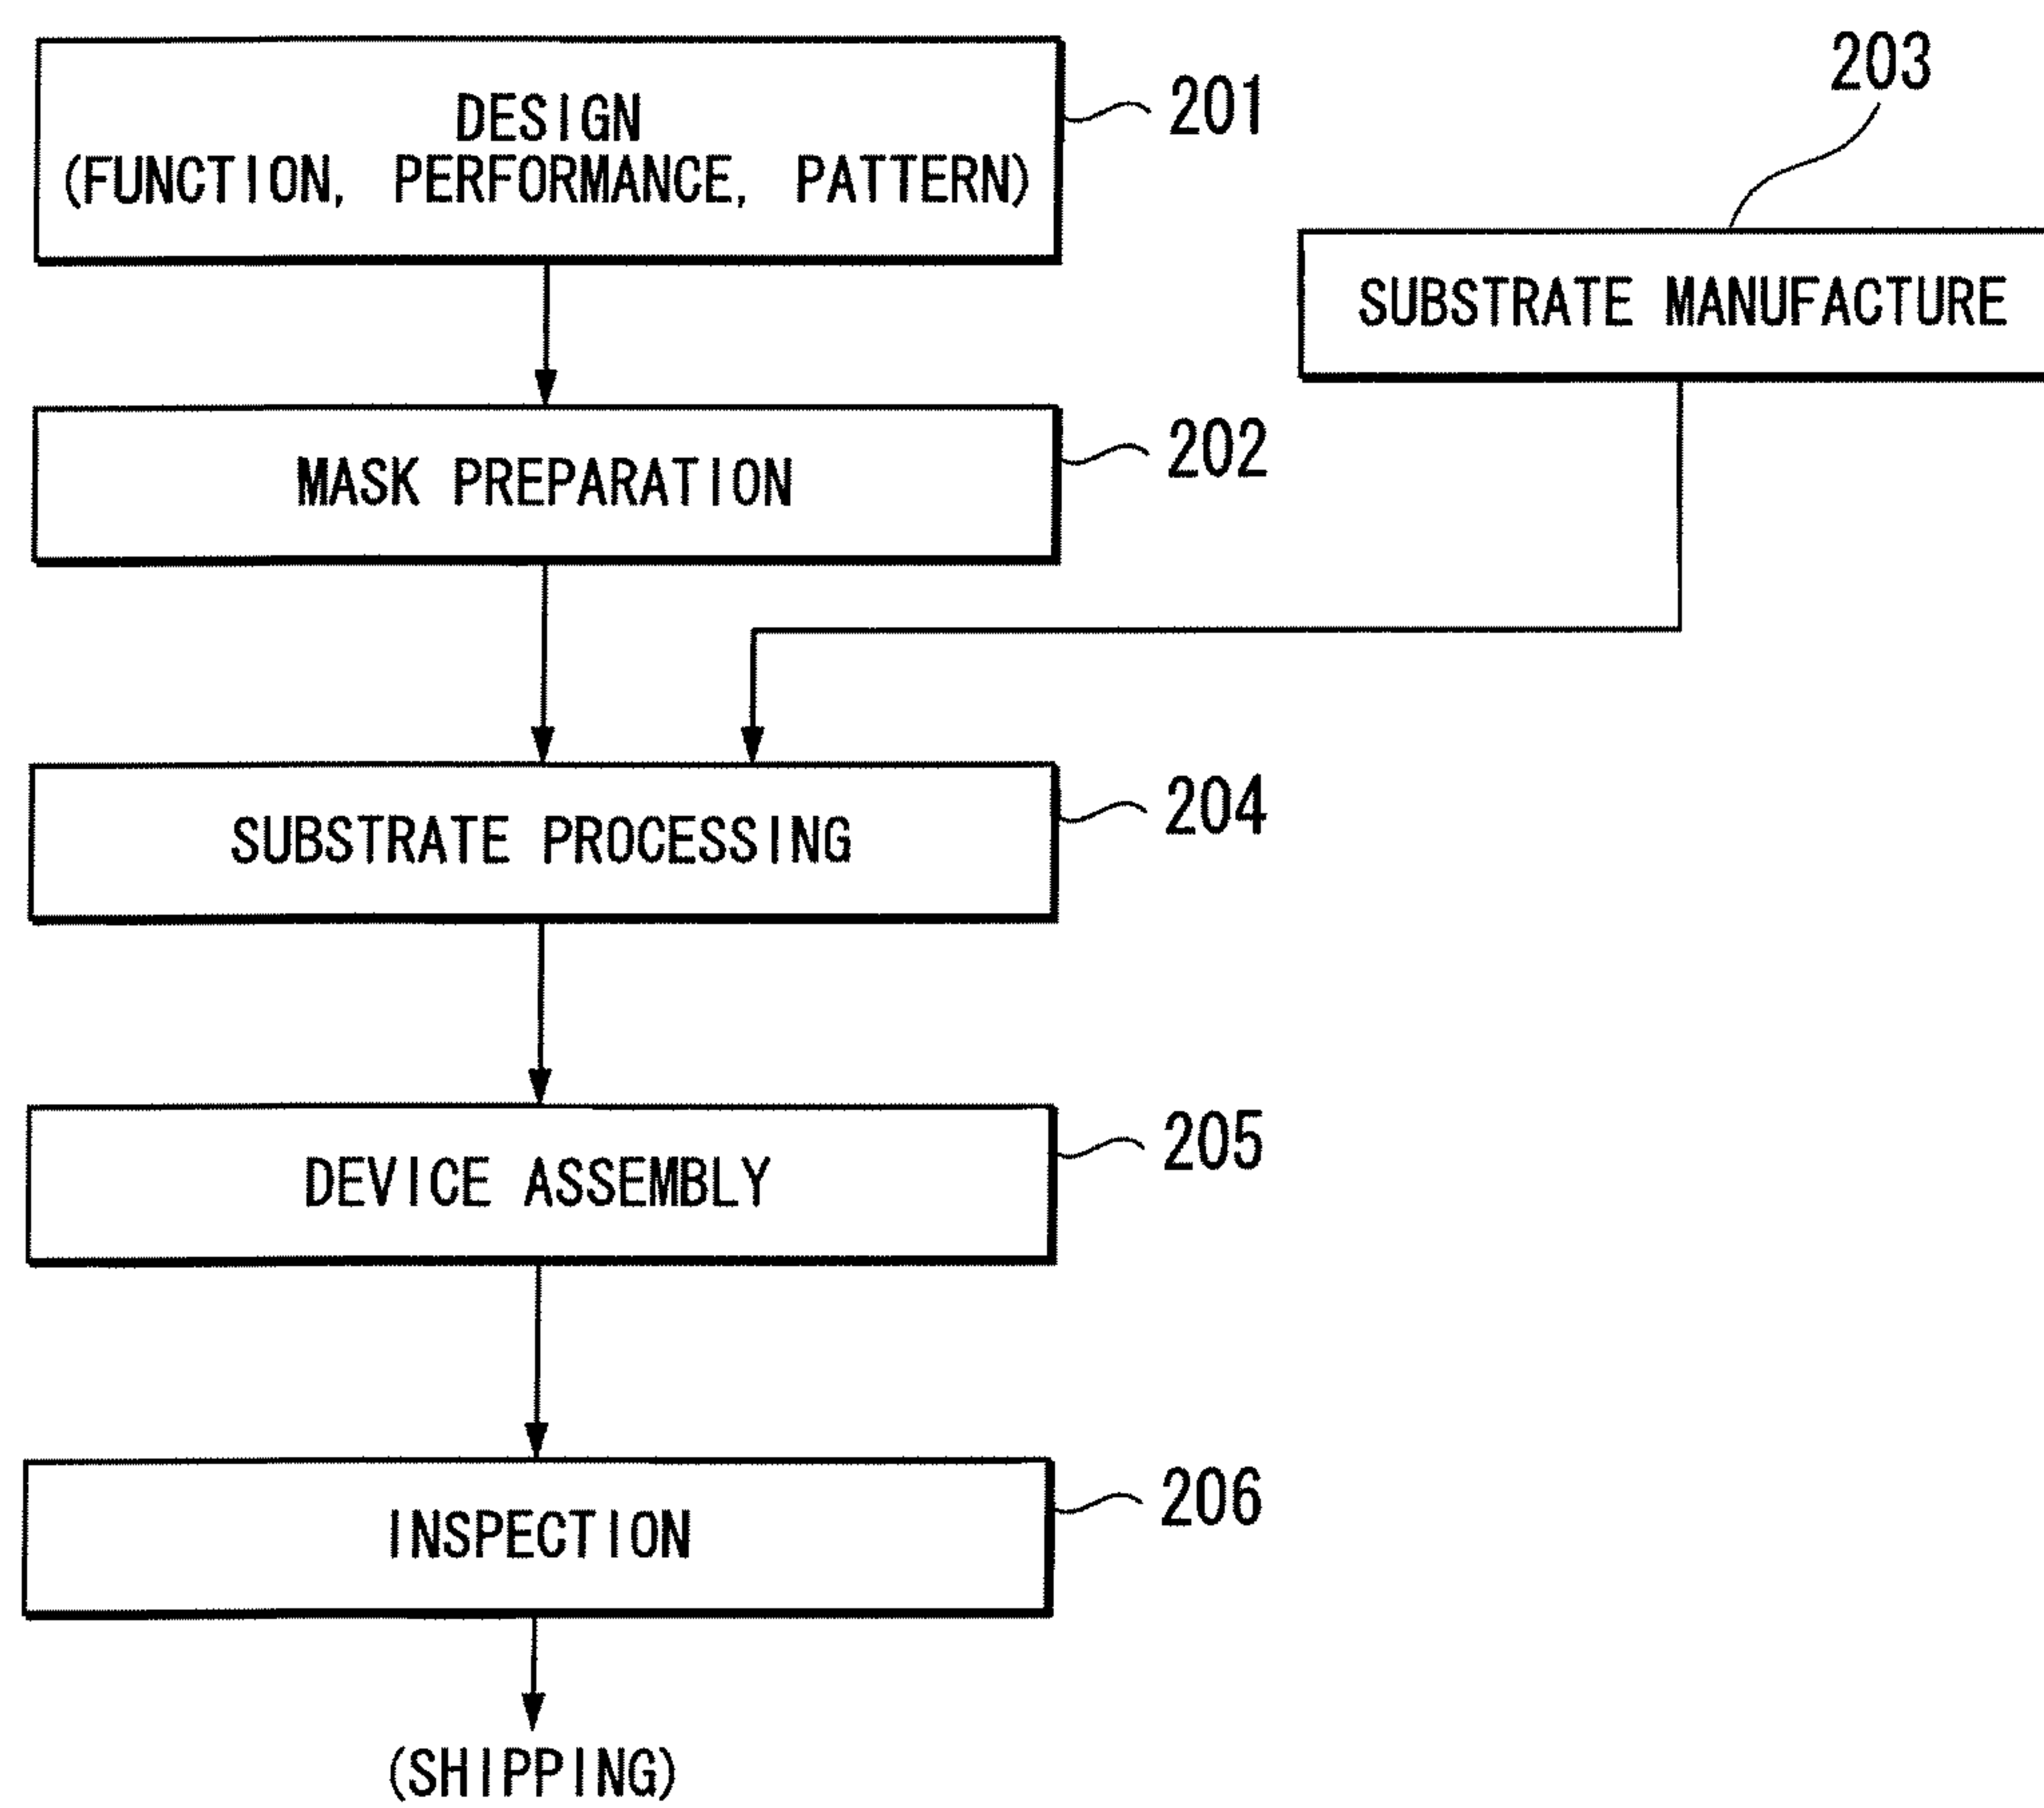 DESIGN
(FUNCTION, PERFORMANCE, PATTERN)
201
203
SUBSTRATE MANUFACTURE
MASK PREPARATION
202
SUBSTRATE PROCESSING
204
DEVICE ASSEMBLY
205
INSPECTION
206
(SHIPPING)